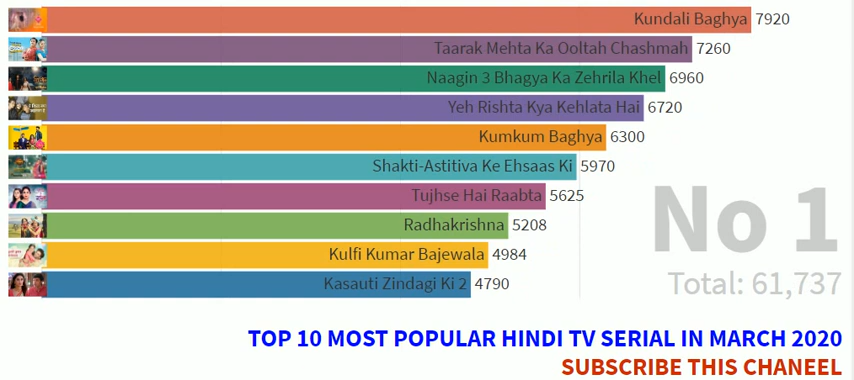 Kundali Baghya 7920
Taarak Mehta Ka Ooltah Chashmah 7260
Naagin 3 Bhagya Ka Zehrila Khel 6960
Yeh Rishta Kya Kehlata Hai 6720
Kumkum Baghya 6300
Shakti-Astitiva Ke Ehsaas Ki 5970
Tujhse Hai Raabta 5625
Radhakrishna 5208
Kulfi Kumar Bajewala 4984
Kasauti Zindagi Ki 2 4790
No 1
Total: 61,737
TOP 10 MOST POPULAR HINDI TV SERIAL IN MARCH 2020
SUBSCRIBE THIS CHANEEL